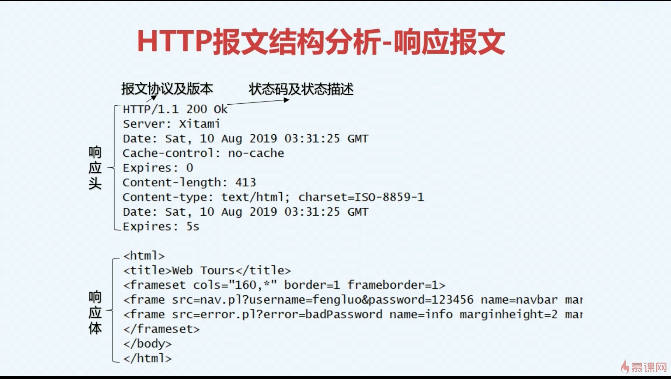 HTTP报文结构分析-响应报文
报文协议及版本
状态码及状态描述
响应头
HTTP/1.1 200 Ok
Server: Xitami
Date: Sat, 10 Aug 2019 03:31:25 GMT
Cache-control: no-cache
Expires: 0
Content-length: 413
Content-type: text/html; charset=ISO-8859-1
Date: Sat, 10 Aug 2019 03:31:25 GMT
Expires: 5s
响应体
<html>
<title>Web Tours</title>
<frameset cols="160,*" border=1 frameborder=1>
<frame src=nav.pl?username=fengluo&password=123456 name=navbar mar
<frame src=error.pl?error=badPassword name=info marginheight=2 mar
</frameset>
</body>
</html>
慕课网